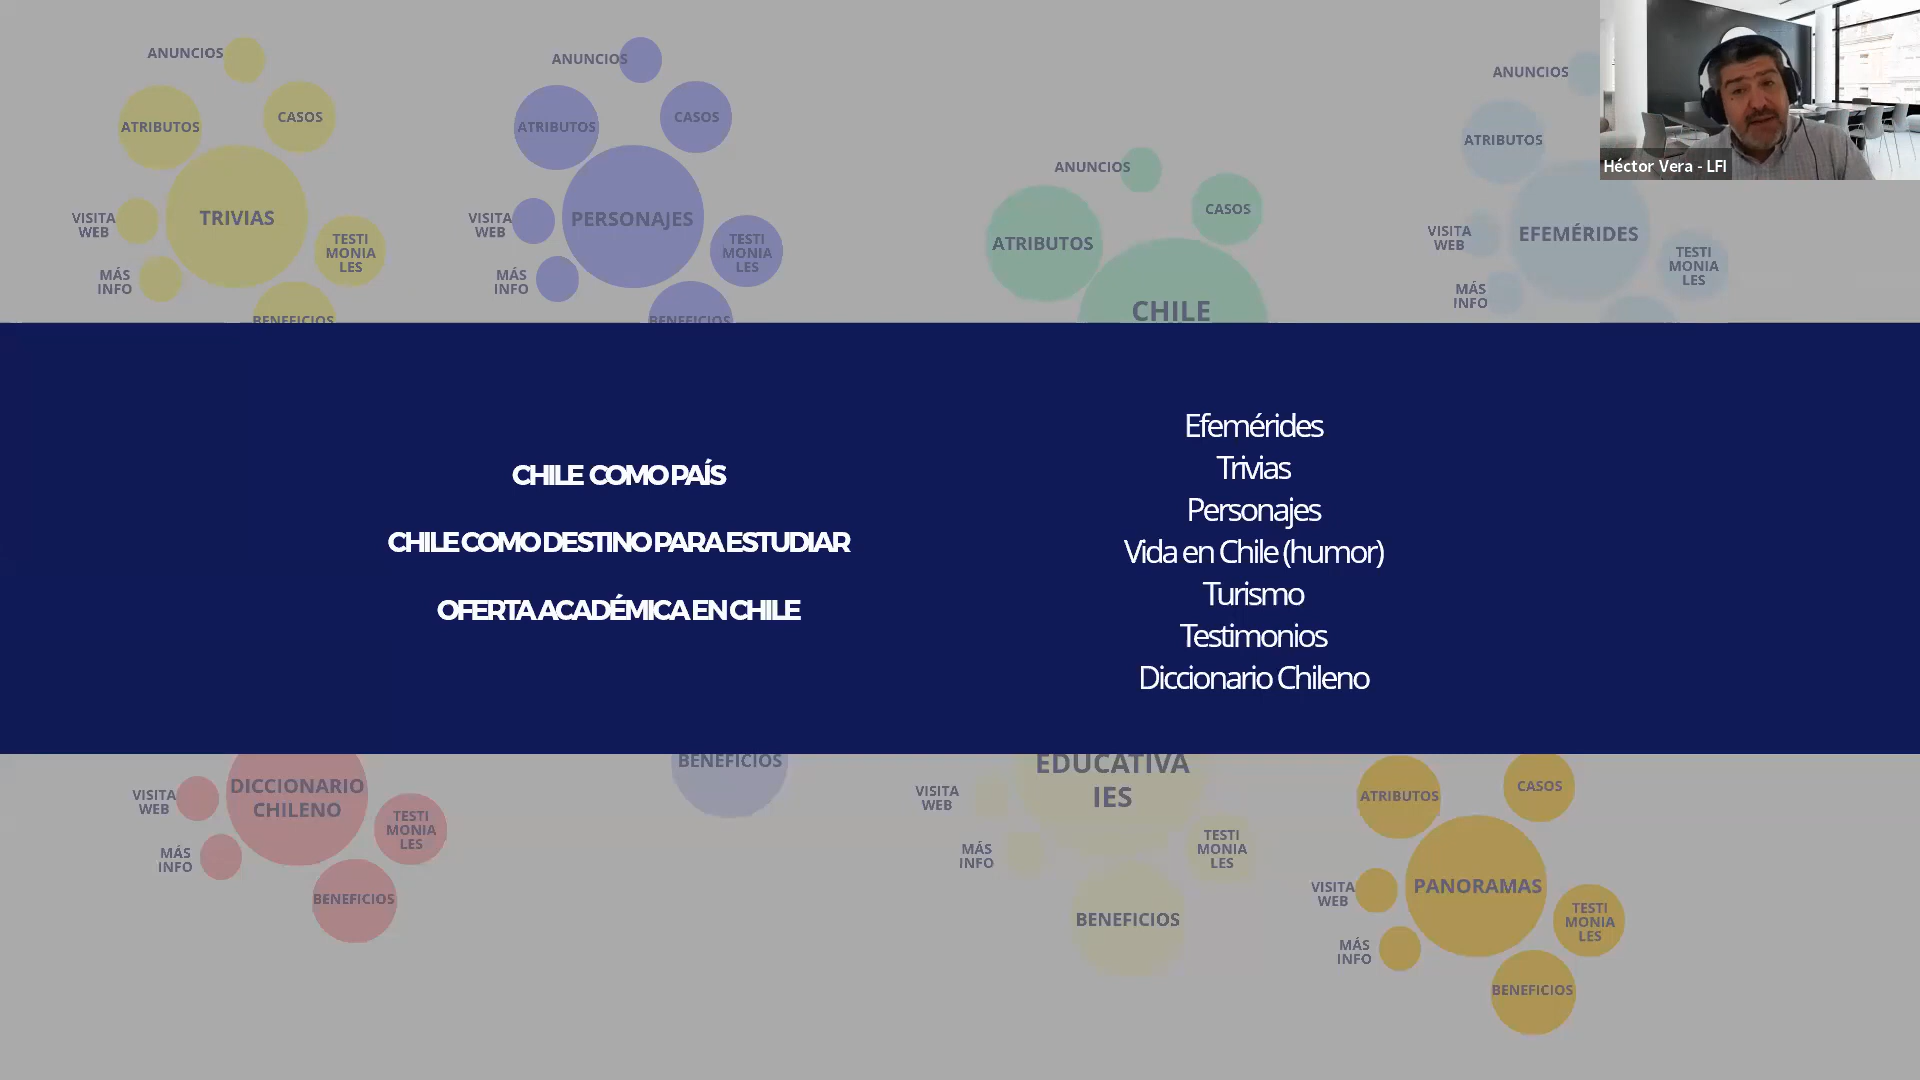 ANUNCIOS
ATRIBUTOS
CASOS
TRIVIAS
VISITA
WEB
TESTI
MONIA
LES
MÁS
INFO
BENEFICIOS
ANUNCIOS
ATRIBUTOS
CASOS
PERSONAJES
VISITA
WEB
TESTI
MONIA
LES
MÁS
INFO
BENEFICIOS
ANUNCIOS
CASOS
ATRIBUTOS
CHILE
ANUNCIOS
ATRIBUTOS
VISITA
WEB
EFEMÉRIDES
TESTI
MONIA
LES
MÁS
INFO
Héctor Vera - LFI
CHILE COMO PAÍS
CHILE COMO DESTINO PARA ESTUDIAR
OFERTA ACADÉMICA EN CHILE
Efemérides
Trivias
Personajes
Vida en Chile (humor)
Turismo
Testimonios
Diccionario Chileno
DICCIONARIO
CHILENO
VISITA
WEB
TESTI
MONIA
LES
MÁS
INFO
BENEFICIOS
BENEFICIOS
EDUCATIVA
IES
VISITA
WEB
TESTI
MONIA
LES
MÁS
INFO
BENEFICIOS
ATRIBUTOS
CASOS
PANORAMAS
VISITA
WEB
TESTI
MONIA
LES
MÁS
INFO
BENEFICIOS